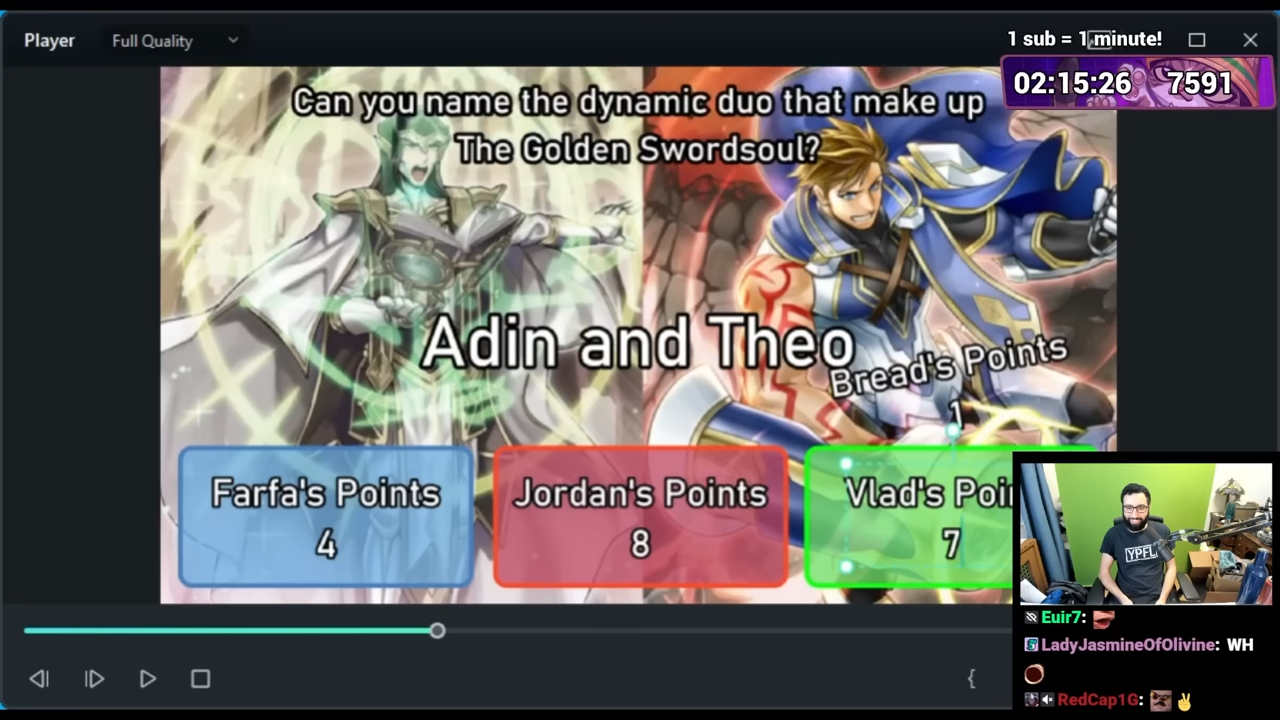 Player
Full Quality
1 sub = 1 minute!
02:15:26 7591
Can you name the dynamic duo that make up
The Golden Swordsoul?
Adin and Theo
Bread's Points
1
Farfa's Points
4
Jordan's Points
8
Vlad's Poin
7
YPFL
Euir7:
LadyJasmineOfOlivine: WH
RedCap1G:
{